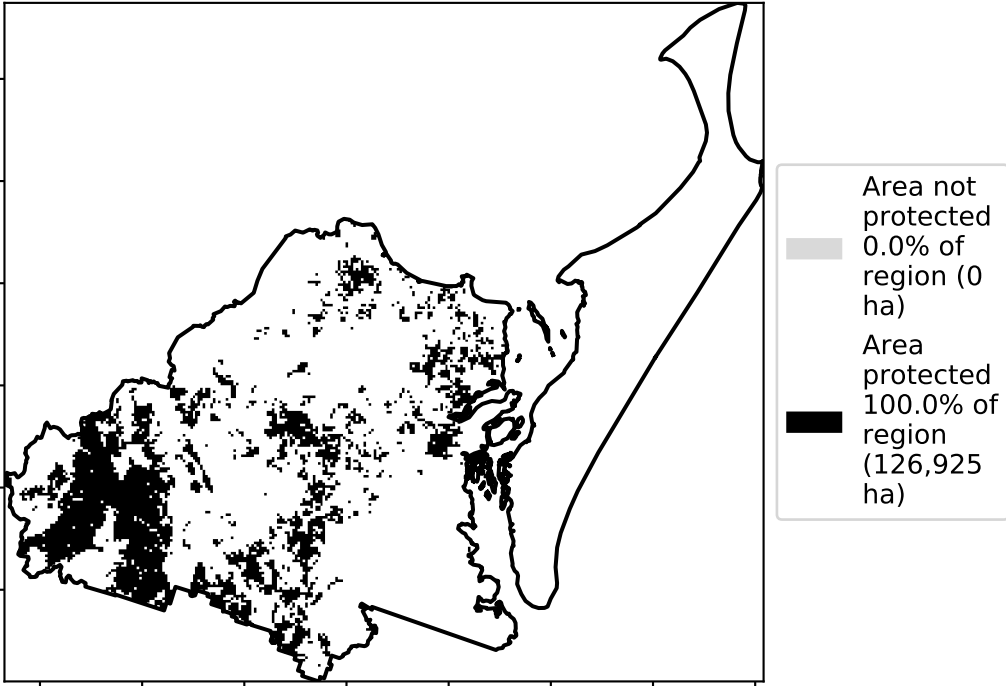 Area not
protected
0.0% of
region (0
ha)
Area
protected
100.0% of
region
(126,925
ha)